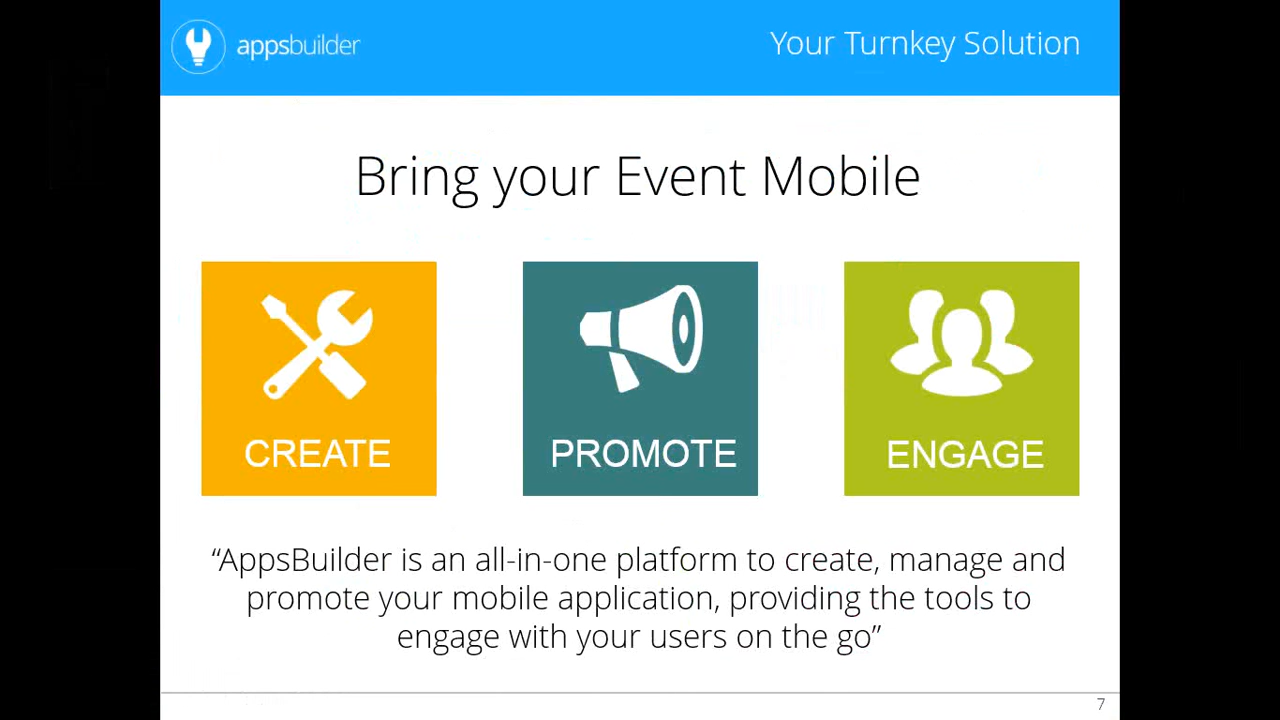 appsbuilder
Your Turnkey Solution
Bring your Event Mobile
CREATE
PROMOTE
ENGAGE
“AppsBuilder is an all-in-one platform to create, manage and
promote your mobile application, providing the tools to
engage with your users on the go”
7